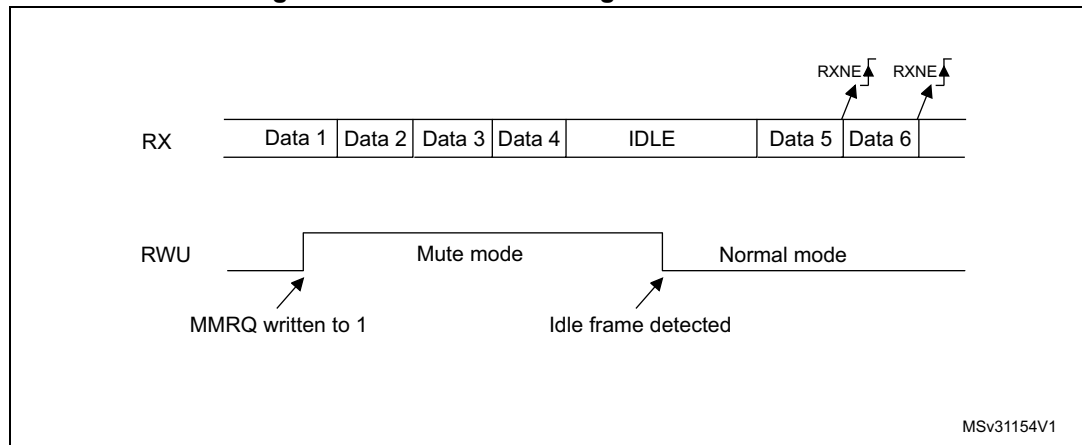 RXNE RXNE
RX Data 1 Data 2 Data 3 Data 4 IDLE Data 5 Data 6
RWU Mute mode Normal mode
MMRQ written to 1 Idle frame detected
MSv31154V1